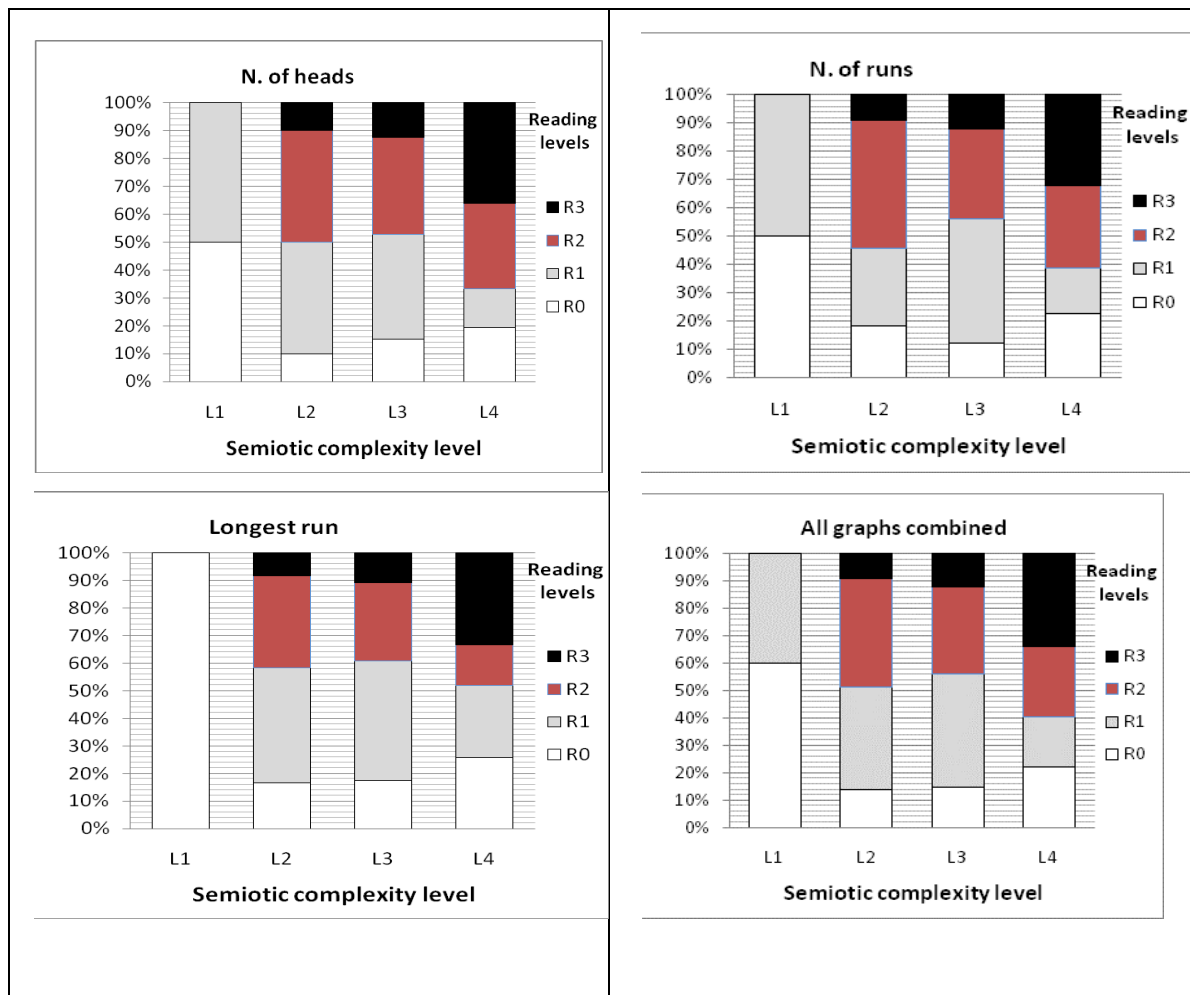 N. of heads
100%
90%
80%
70%
60%
50%
40%
30%
20%
10%
0%
Reading
levels
R3
R2
R1
R0
L1 L2 L3 L4
Semiotic complexity level
N. of runs
100%
90%
80%
70%
60%
50%
40%
30%
20%
10%
0%
Reading
levels
R3
R2
R1
R0
L1 L2 L3 L4
Semiotic complexity level
Longest run
100%
90%
80%
70%
60%
50%
40%
30%
20%
10%
0%
Reading
levels
R3
R2
R1
R0
L1 L2 L3 L4
Semiotic complexity level
All graphs combined
100%
90%
80%
70%
60%
50%
40%
30%
20%
10%
0%
Reading
levels
R3
R2
R1
R0
L1 L2 L3 L4
Semiotic complexity level